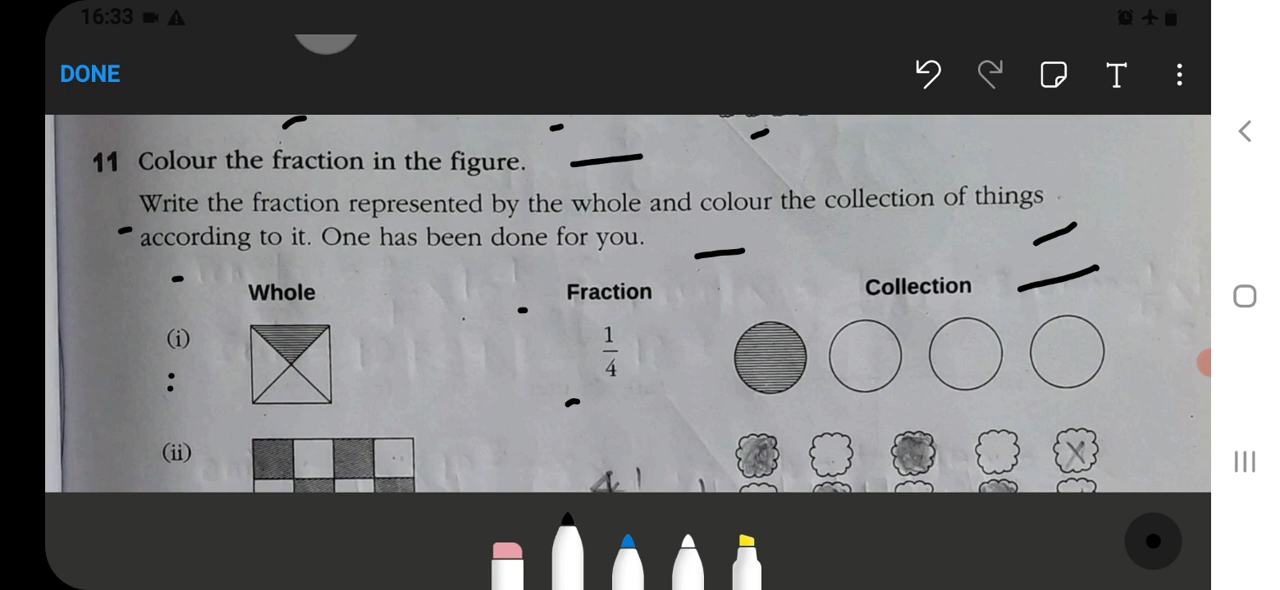 16:33
DONE
T
11 Colour the fraction in the figure.
Write the fraction represented by the whole and colour the collection of things
according to it. One has been done for you.
Whole Fraction Collection
(i) 1
4
(ii)